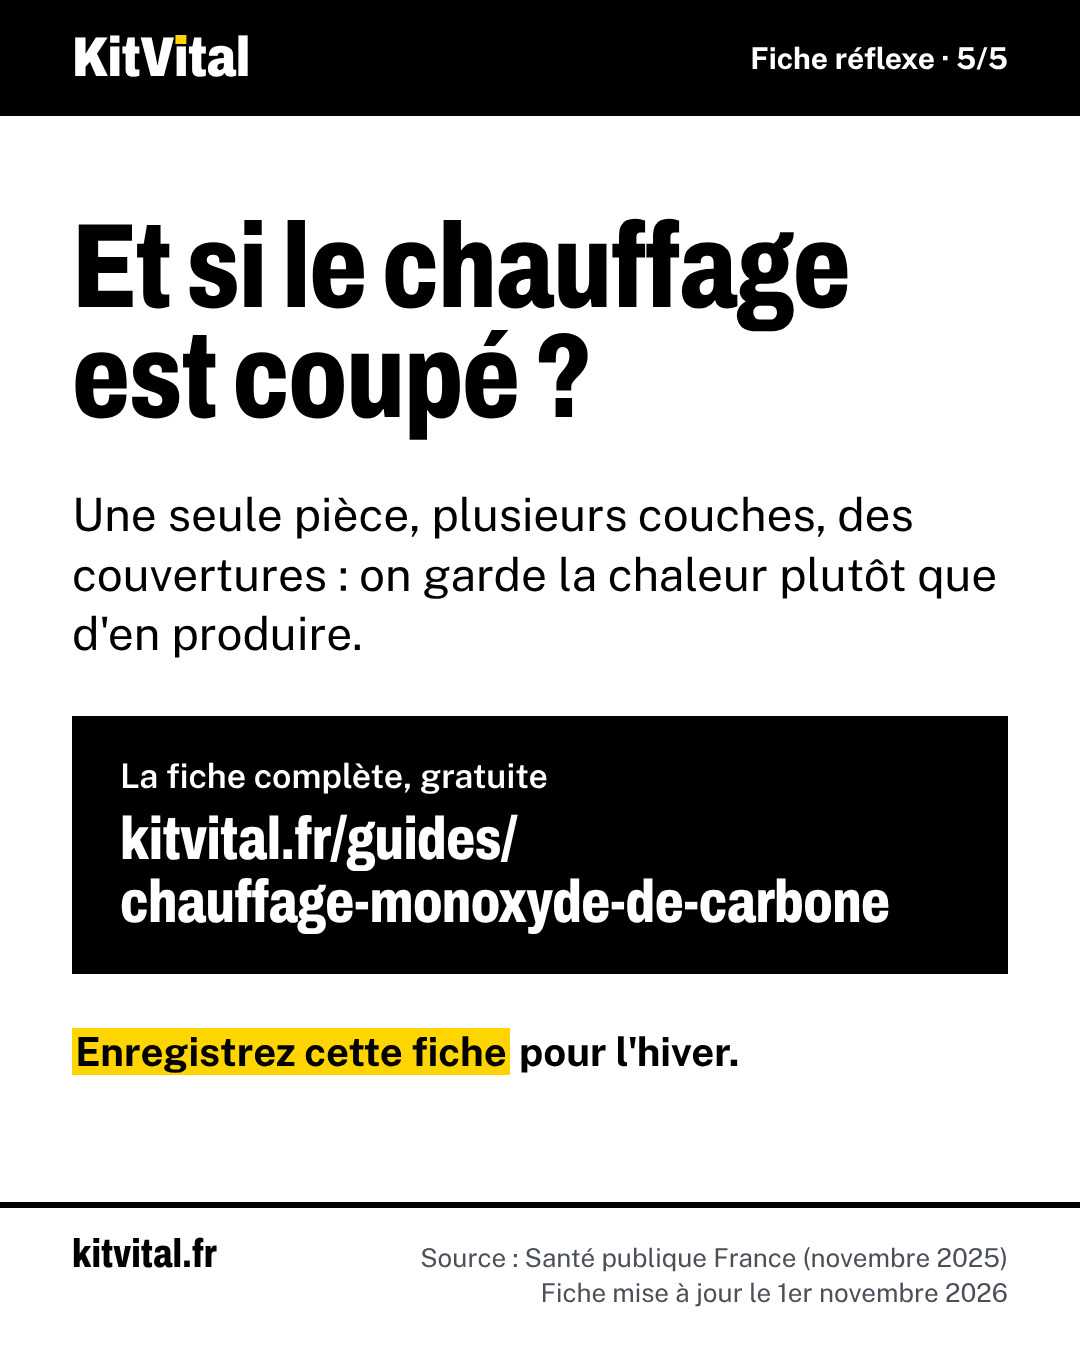 KitVital
Fiche réflexe · 5/5
Et si le chauffage
est coupé ?
Une seule pièce, plusieurs couches, des
couvertures : on garde la chaleur plutôt que
d'en produire.
La fiche complète, gratuite
kitvital.fr/guides/
chauffage-monoxyde-de-carbone
Enregistrez cette fiche pour l'hiver.
kitvital.fr
Source : Santé publique France (novembre 2025)
Fiche mise à jour le 1er novembre 2026